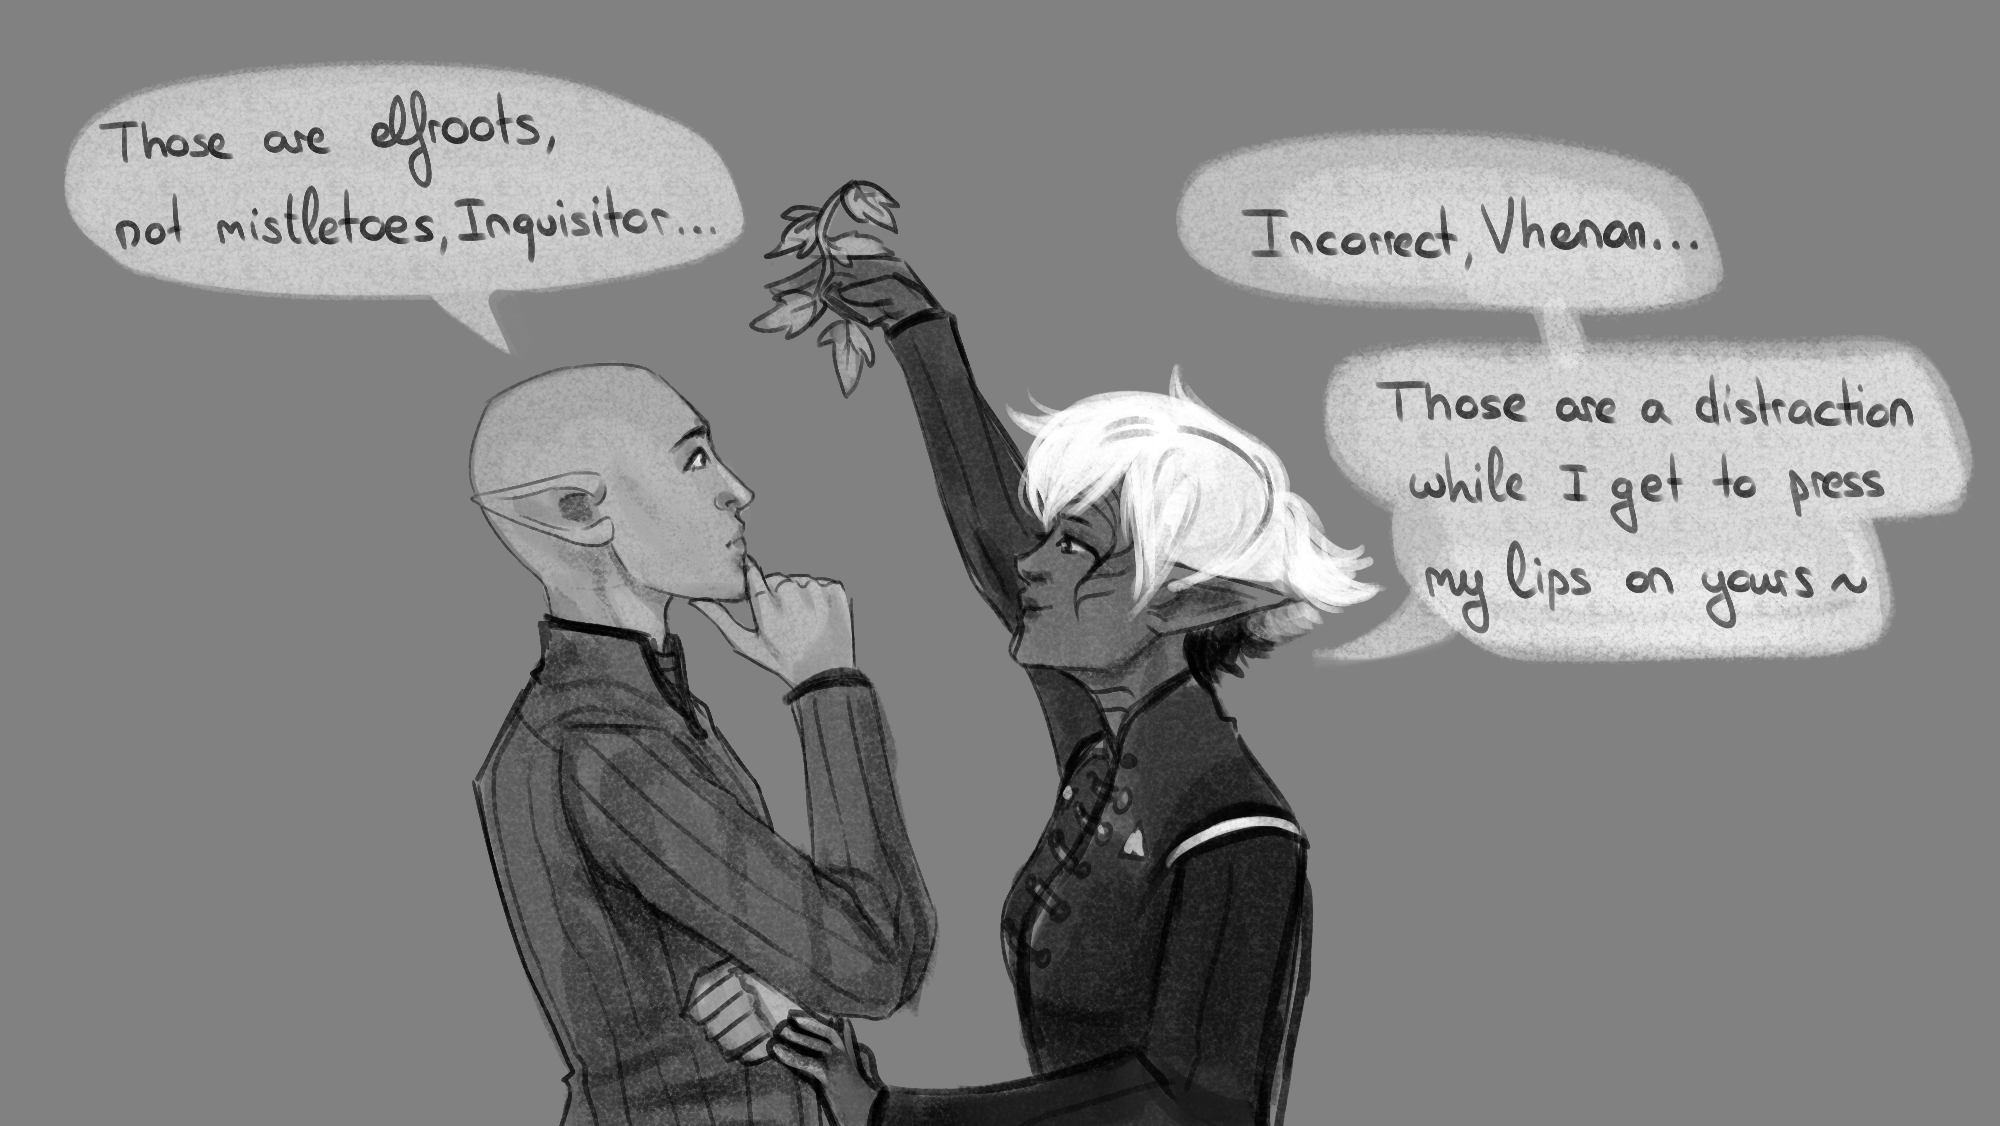 Those are elfroots,
not mistletoes, Inquisitor...
Incorrect, Vhenan...
Those are a distraction
while I get to press
my lips on yours ~